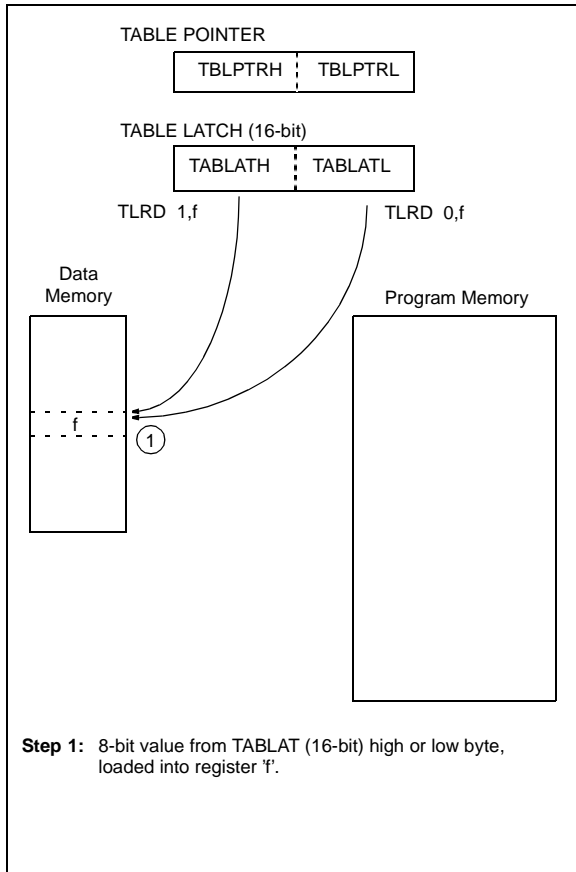 TABLE POINTER
TBLPTRH TBLPTRL
TABLE LATCH (16-bit)
TABLATH TABLATL
TLRD 1,f TLRD 0,f
Data
Memory
Program Memory
f
1
Step 1: 8-bit value from TABLAT (16-bit) high or low byte,
loaded into register 'f'.